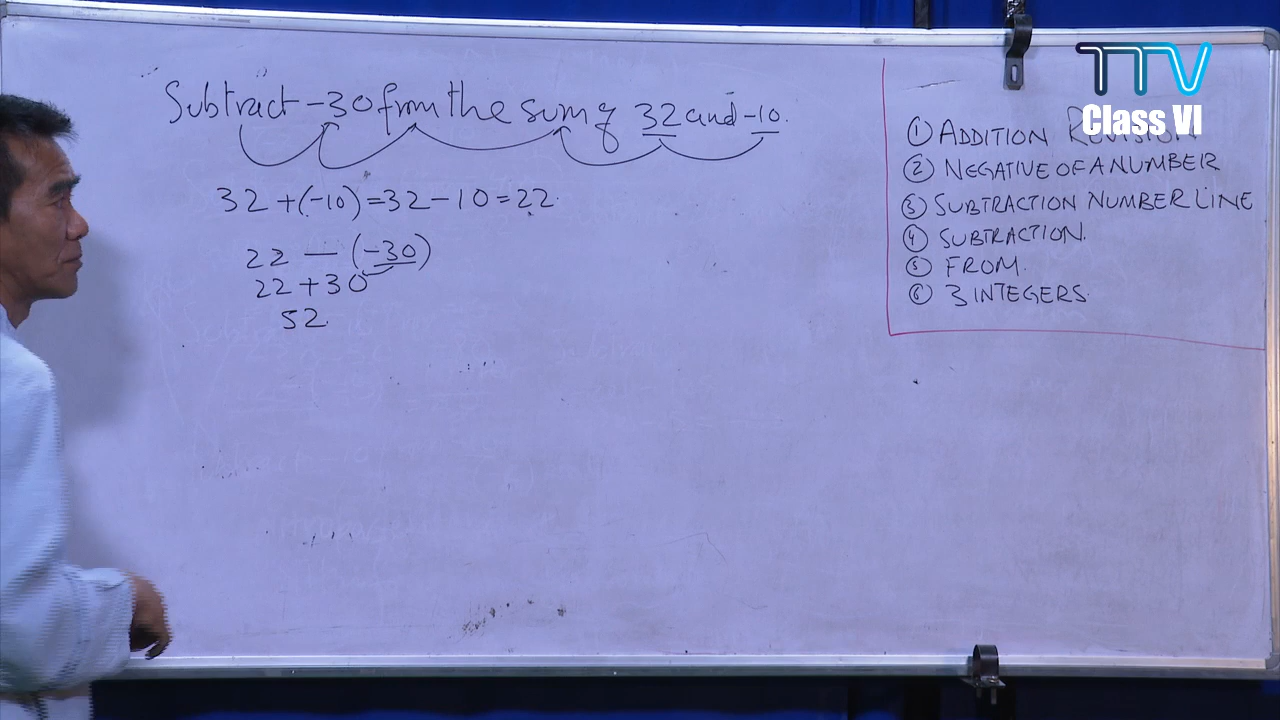 Subtract -30 from the sum of 32 and -10.
32 + (-10) = 32 - 10 = 22
22 — (-30)
22 + 30
52
TTV
Class VI
① ADDITION REVISION
② NEGATIVE OF A NUMBER
③ SUBTRACTION NUMBER LINE
④ SUBTRACTION.
⑤ FROM.
⑥ 3 INTEGERS.